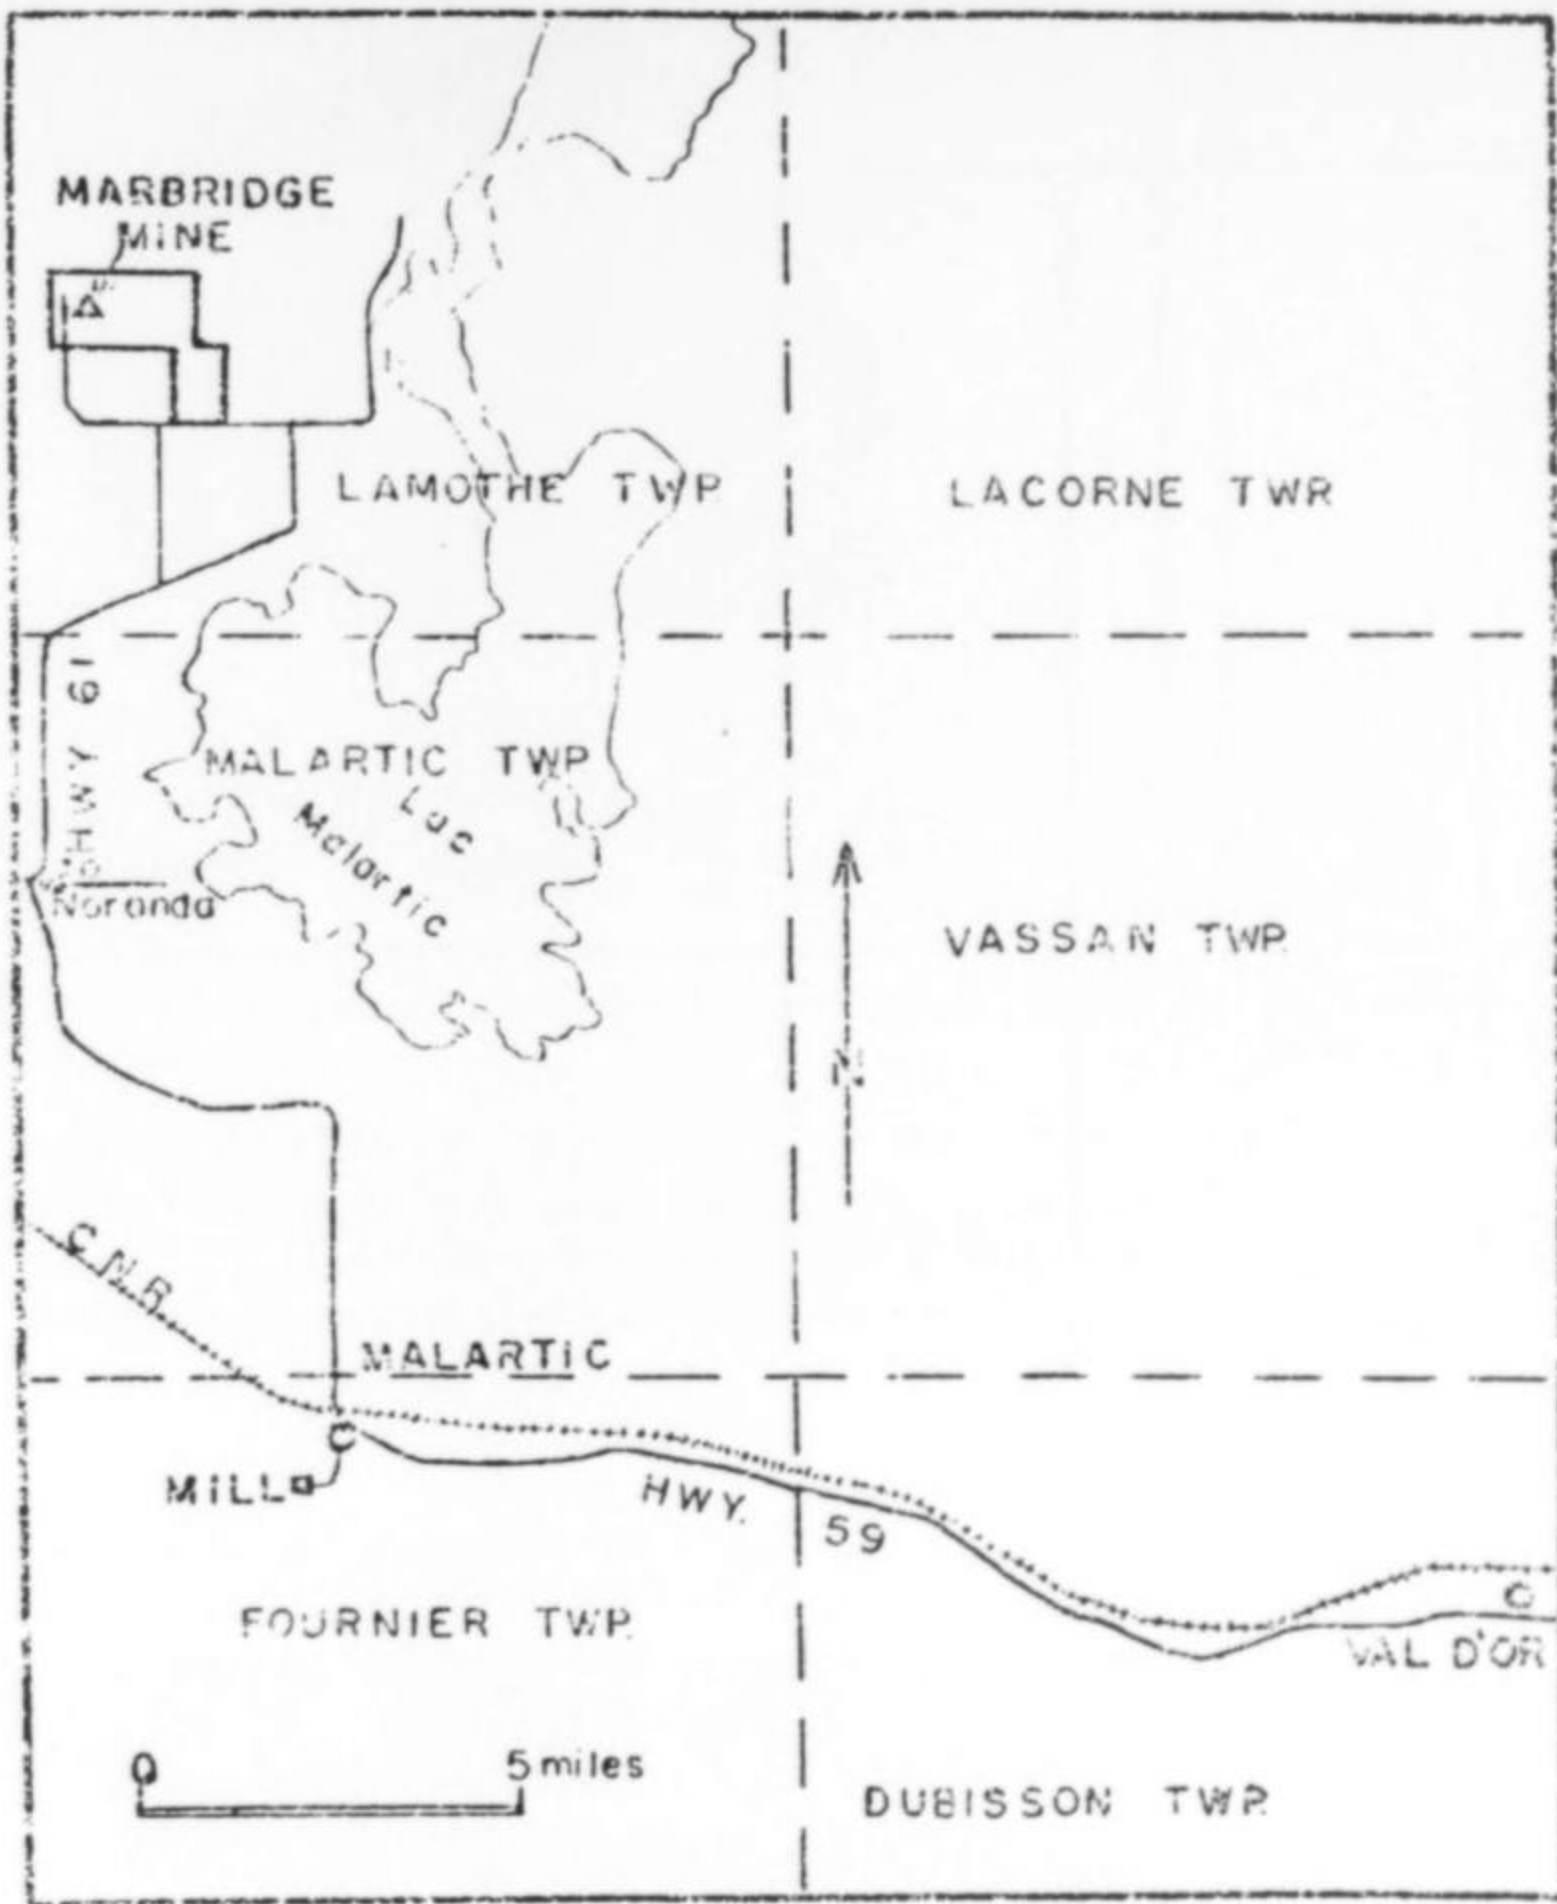 MARBRIDGE
MINE
LAMOTHE TWP.
LACORNE TWP.
HWY 61
MALARTIC TWP.
Lac
Malartic
Noranda
VASSAN TWP.
N
C.N.R.
MALARTIC
MILL
HWY. 59
FOURNIER TWP.
VAL D'OR
0 5 miles
DUBISSON TWP.